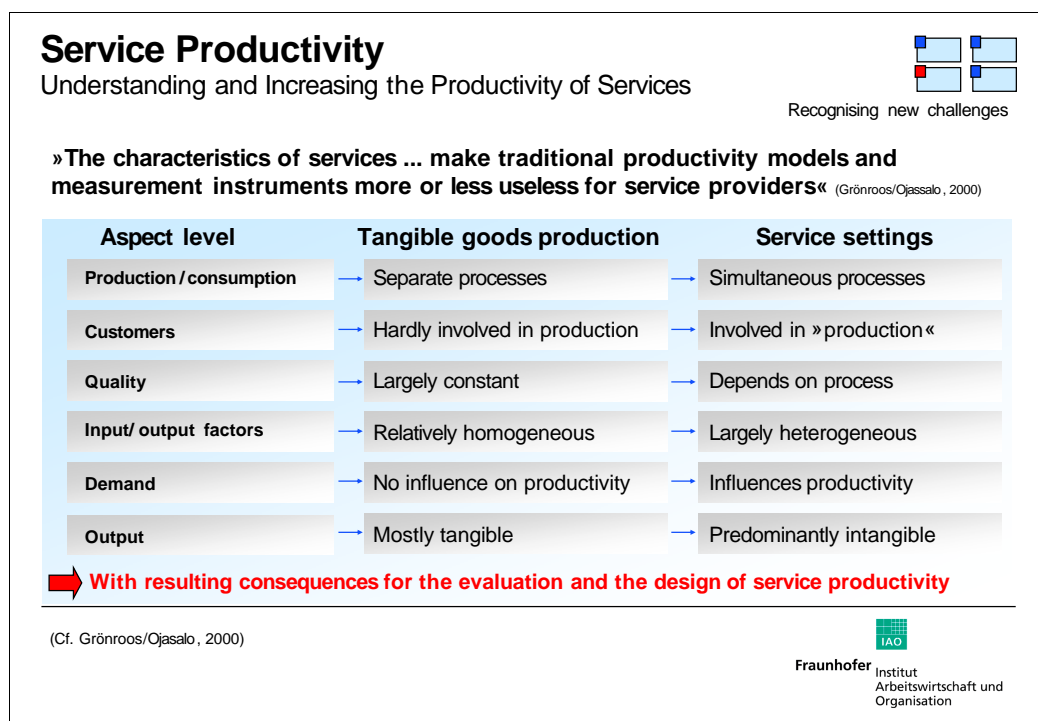 Service Productivity
Understanding and Increasing the Productivity of Services
Recognising new challenges
»The characteristics of services ... make traditional productivity models and
measurement instruments more or less useless for service providers« (Grönroos/Ojassalo, 2000)
Aspect level Tangible goods production Service settings
Production / consumption Separate processes Simultaneous processes
Customers Hardly involved in production Involved in »production«
Quality Largely constant Depends on process
Input/ output factors Relatively homogeneous Largely heterogeneous
Demand No influence on productivity Influences productivity
Output Mostly tangible Predominantly intangible
With resulting consequences for the evaluation and the design of service productivity
(Cf. Grönroos/Ojasalo, 2000)
IAO
Fraunhofer Institut
Arbeitswirtschaft und
Organisation